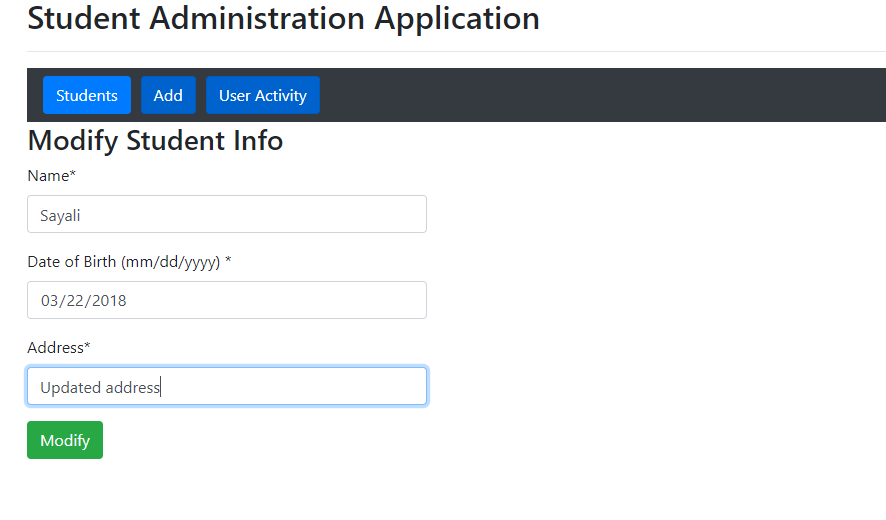 Student Administration Application
Students Add User Activity
Modify Student Info
Name*
Sayali
Date of Birth (mm/dd/yyyy) *
03/22/2018
Address*
Updated address
Modify